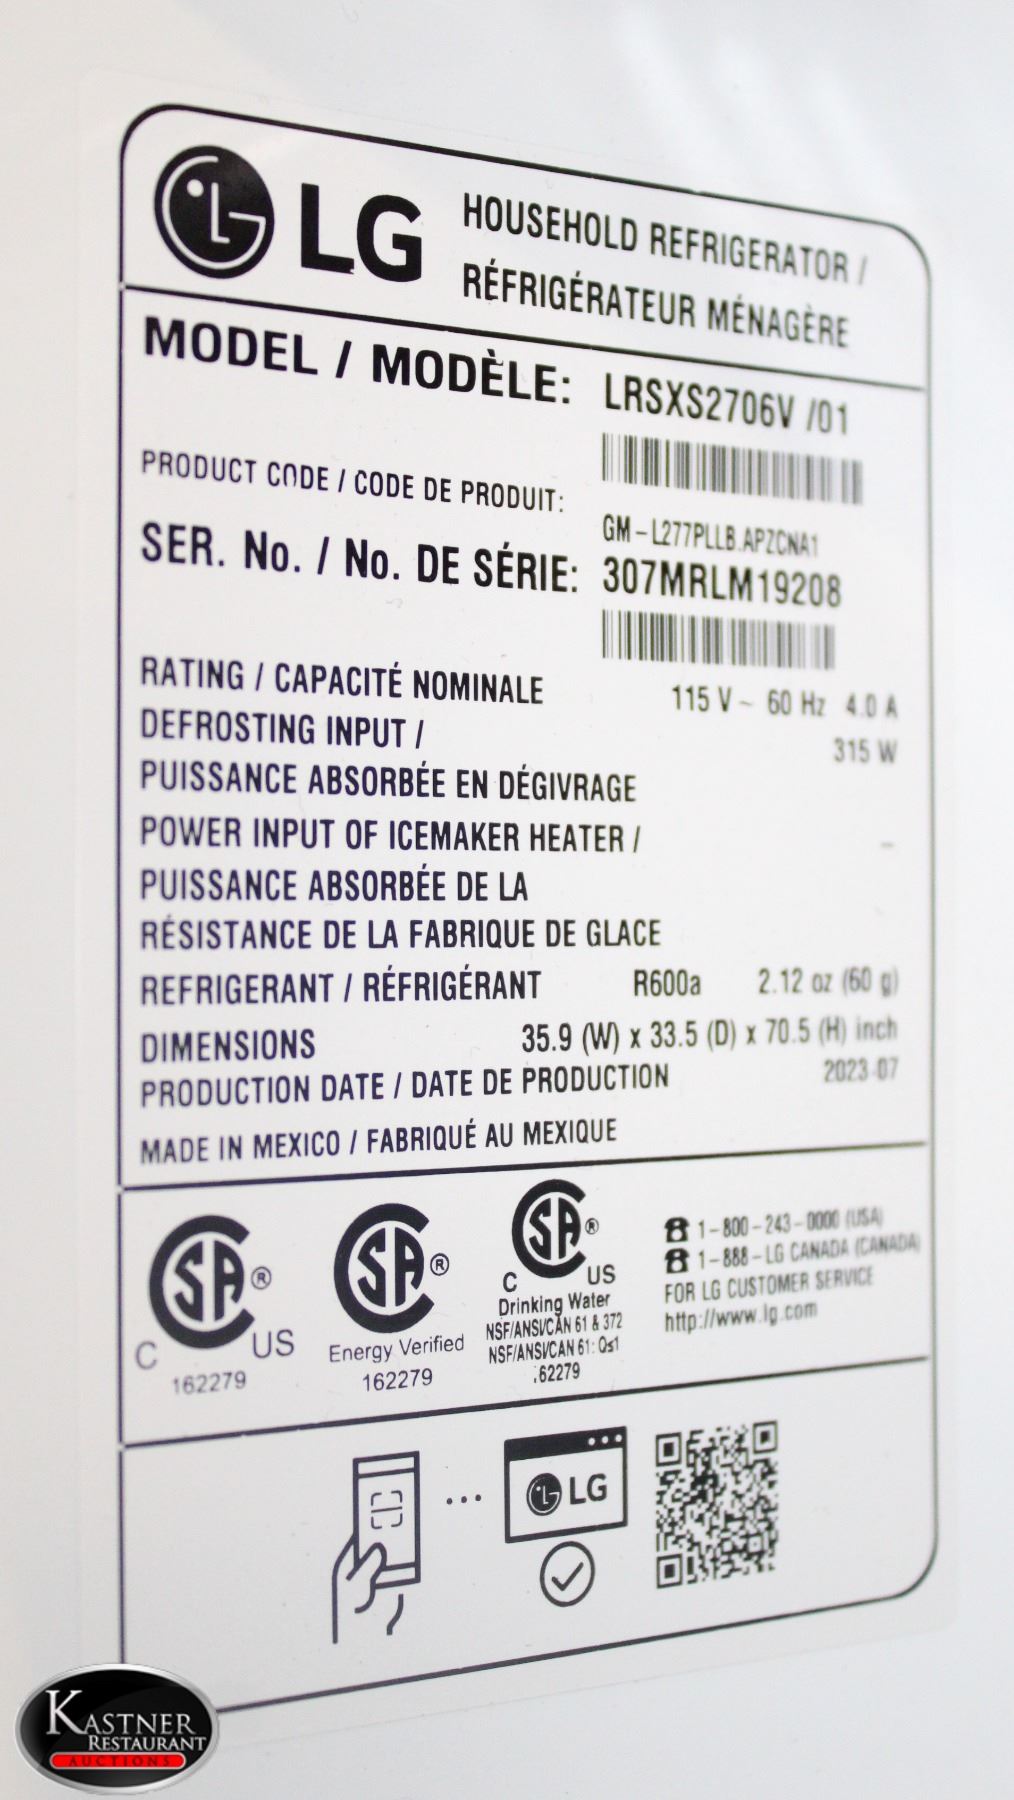 LG HOUSEHOLD REFRIGERATOR /
RÉFRIGÉRATEUR MÉNAGÈRE
MODEL / MODÈLE: LRSXS2706V /01
PRODUCT CODE / CODE DE PRODUIT:
GM-L277PLLB.APZCNA1
SER. No. / No. DE SÉRIE: 307MRLM19208
RATING / CAPACITÉ NOMINALE 115 V ~ 60 Hz 4.0 A
DEFROSTING INPUT / 315 W
PUISSANCE ABSORBÉE EN DÉGIVRAGE
POWER INPUT OF ICEMAKER HEATER / –
PUISSANCE ABSORBÉE DE LA
RÉSISTANCE DE LA FABRIQUE DE GLACE
REFRIGERANT / RÉFRIGÉRANT R600a 2.12 oz (60 g)
DIMENSIONS 35.9 (W) x 33.5 (D) x 70.5 (H) inch
PRODUCTION DATE / DATE DE PRODUCTION 2023-07
MADE IN MEXICO / FABRIQUÉ AU MEXIQUE
SA®
C US
162279
SA®
Energy Verified
162279
SA®
C US
Drinking Water
NSF/ANSI/CAN 61 & 372
NSF/ANSI/CAN 61: Q≤1
162279
☎ 1-800-243-0000 (USA)
☎ 1-888-LG CANADA (CANADA)
FOR LG CUSTOMER SERVICE
http://www.lg.com
LG
KASTNER
RESTAURANT
AUCTIONS